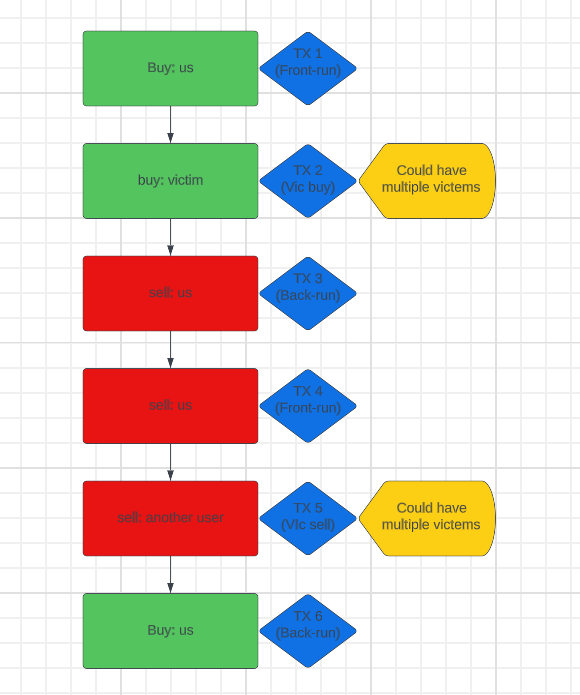 Buy: us
TX 1
(Front-run)
buy: victim
TX 2
(Vic buy)
Could have
multiple victems
sell: us
TX 3
(Back-run)
sell: us
TX 4
(Front-run)
sell: another user
TX 5
(VIc sell)
Could have
multiple victems
Buy: us
TX 6
(Back-run)